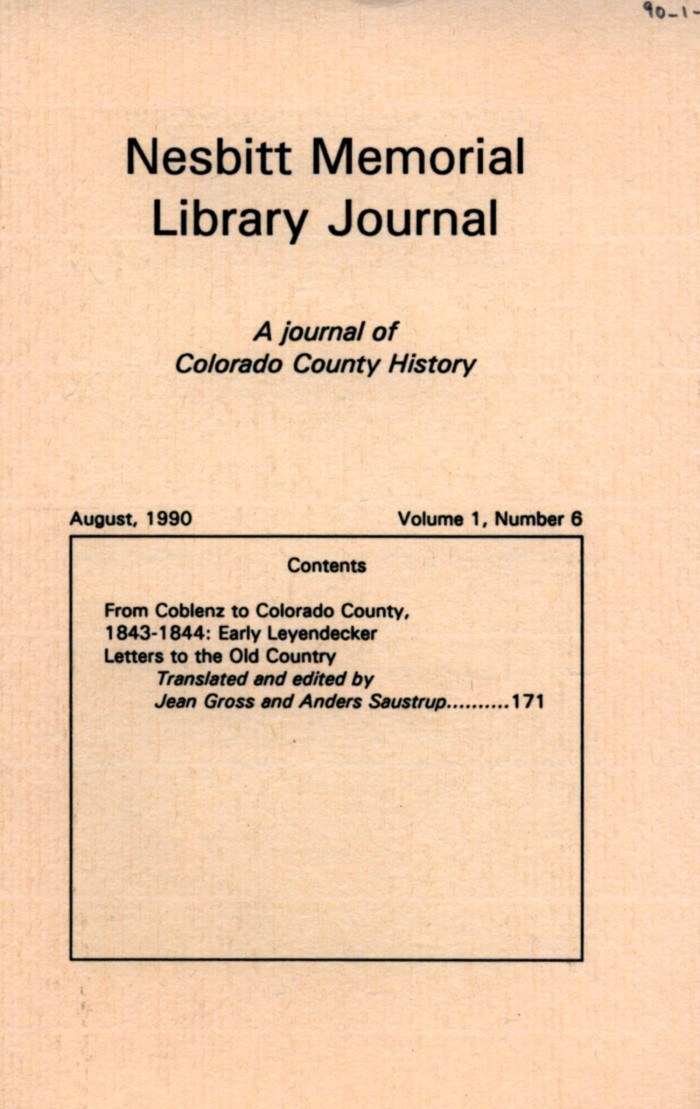 90-1-
Nesbitt Memorial
Library Journal
A journal of
Colorado County History
August, 1990 Volume 1, Number 6
Contents
From Coblenz to Colorado County,
1843-1844: Early Leyendecker
Letters to the Old Country
Translated and edited by
Jean Gross and Anders Saustrup..........171